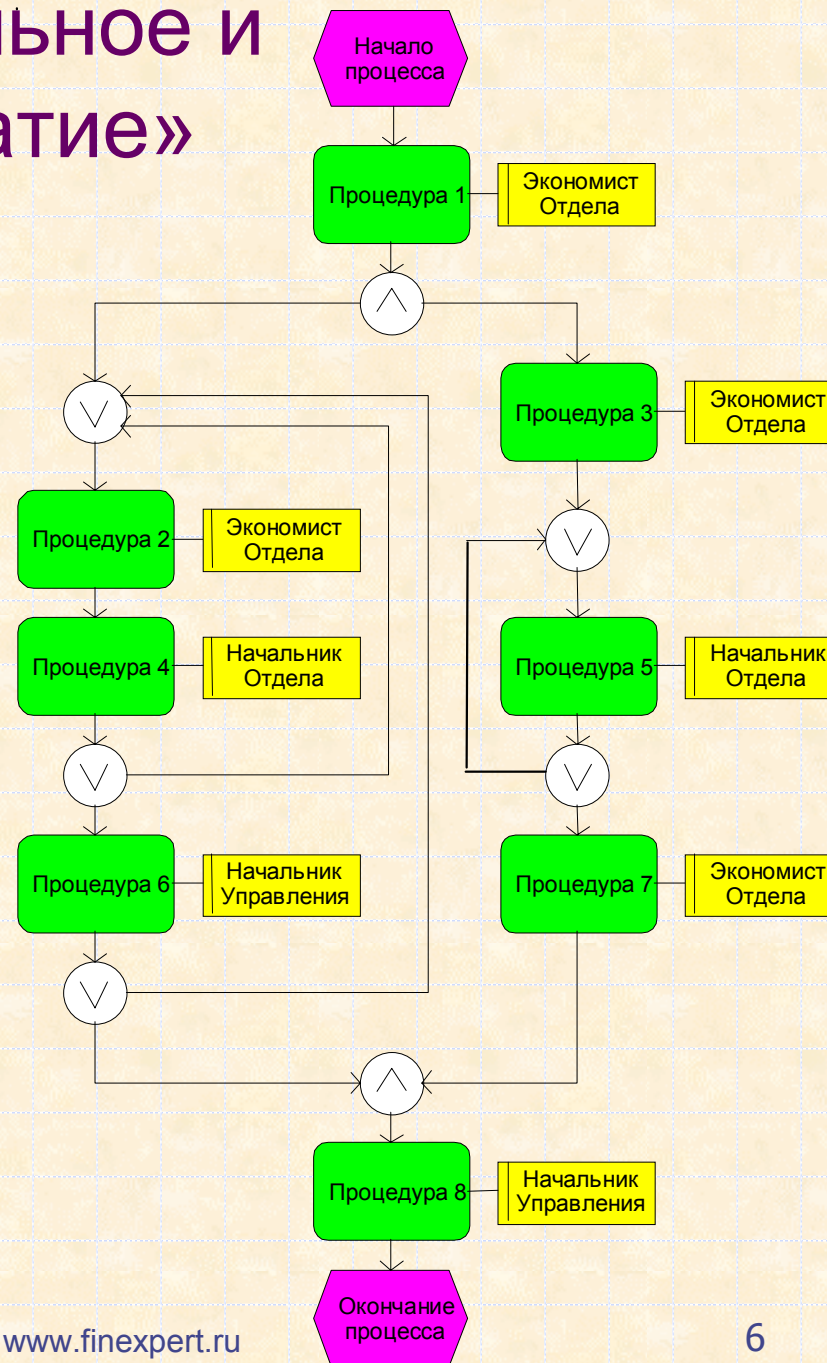 льное и
атие»
Начало
процесса
Процедура 1
Экономист
Отдела
Процедура 3
Экономист
Отдела
Процедура 2
Экономист
Отдела
Процедура 4
Начальник
Отдела
Процедура 5
Начальник
Отдела
Процедура 6
Начальник
Управления
Процедура 7
Экономист
Отдела
Процедура 8
Начальник
Управления
Окончание
процесса
www.finexpert.ru
6